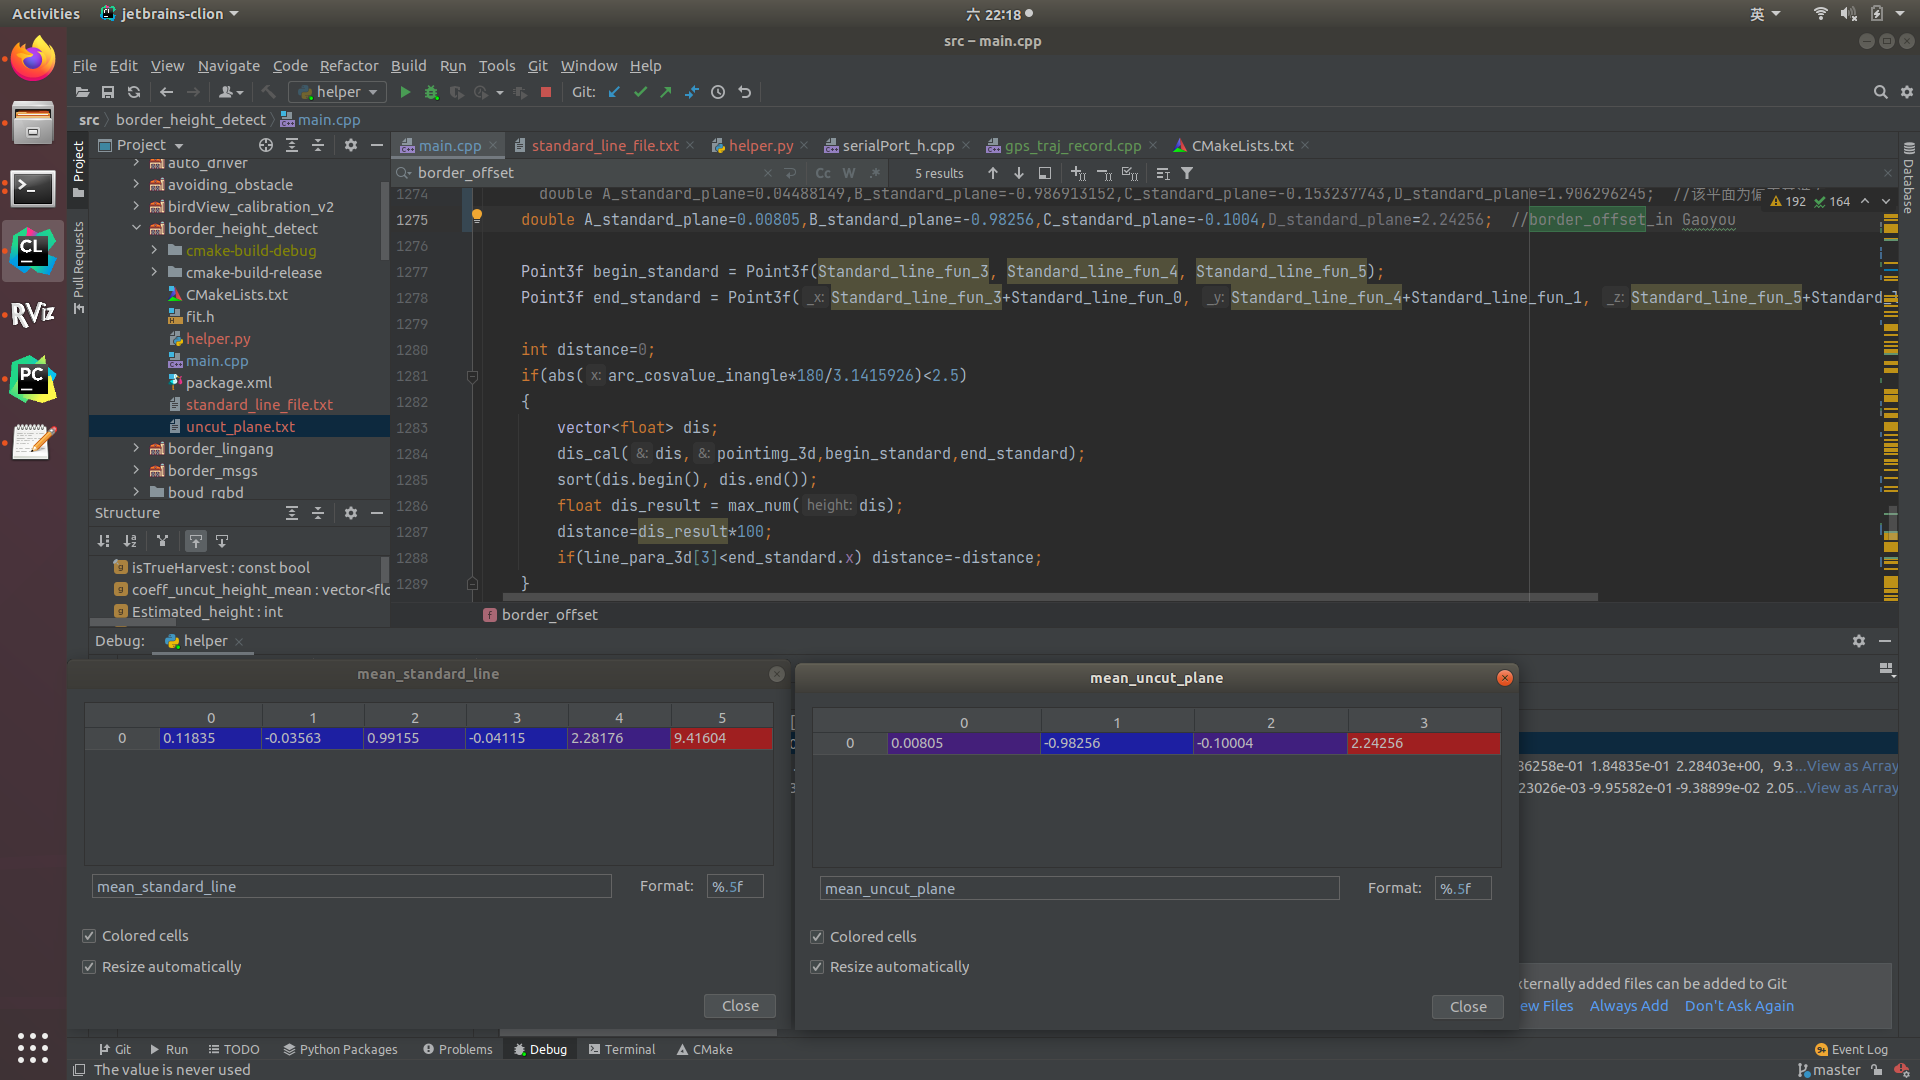 Activities
jetbrains-clion
六 22:18
英
src – main.cpp
File Edit View Navigate Code Refactor Build Run Tools Git Window Help
helper
Git:
src border_height_detect main.cpp
Project
main.cpp standard_line_file.txt helper.py serialPort_h.cpp gps_traj_record.cpp CMakeLists.txt
border_offset
Cc W .* 5 results
Project
Pull Requests
Database
auto_driver
avoiding_obstacle
birdView_calibration_v2
border_height_detect
cmake-build-debug
cmake-build-release
CMakeLists.txt
fit.h
helper.py
main.cpp
package.xml
standard_line_file.txt
uncut_plane.txt
border_lingang
border_msgs
boud_rgbd
Structure
isTrueHarvest : const bool
coeff_uncut_height_mean : vector<flo
Estimated_height : int
192 164
1274 double A_standard_plane=0.04488149,B_standard_plane=-0.986913152,C_standard_plane=-0.153237743,D_standard_plane=1.906296245; //该平面为偏
1275 double A_standard_plane=0.00805,B_standard_plane=-0.98256,C_standard_plane=-0.1004,D_standard_plane=2.24256; //border_offset_in Gaoyou
1276
1277 Point3f begin_standard = Point3f(Standard_line_fun_3, Standard_line_fun_4, Standard_line_fun_5);
1278 Point3f end_standard = Point3f( _x: Standard_line_fun_3+Standard_line_fun_0, _y: Standard_line_fun_4+Standard_line_fun_1, _z: Standard_line_fun_5+Standard_l
1279
1280 int distance=0;
1281 if(abs( x: arc_cosvalue_inangle*180/3.1415926)<2.5)
1282 {
1283 vector<float> dis;
1284 dis_cal( &: dis, &: pointimg_3d,begin_standard,end_standard);
1285 sort(dis.begin(), dis.end());
1286 float dis_result = max_num( height: dis);
1287 distance=dis_result*100;
1288 if(line_para_3d[3]<end_standard.x) distance=-distance;
1289 }
border_offset
Debug: helper
mean_standard_line
0 1 2 3 4 5
0 0.11835 -0.03563 0.99155 -0.04115 2.28176 9.41604
mean_standard_line Format: %.5f
Colored cells
Resize automatically
Close
mean_uncut_plane
0 1 2 3
0 0.00805 -0.98256 -0.10004 2.24256
mean_uncut_plane Format: %.5f
Colored cells
Resize automatically
Close
36258e-01 1.84835e-01 2.28403e+00, 9.3...View as Array
23026e-03 -9.95582e-01 -9.38899e-02 2.05...View as Array
xternally added files can be added to Git
ew Files Always Add Don't Ask Again
Git Run TODO Python Packages Problems Debug Terminal CMake
9+ Event Log
The value is never used
master